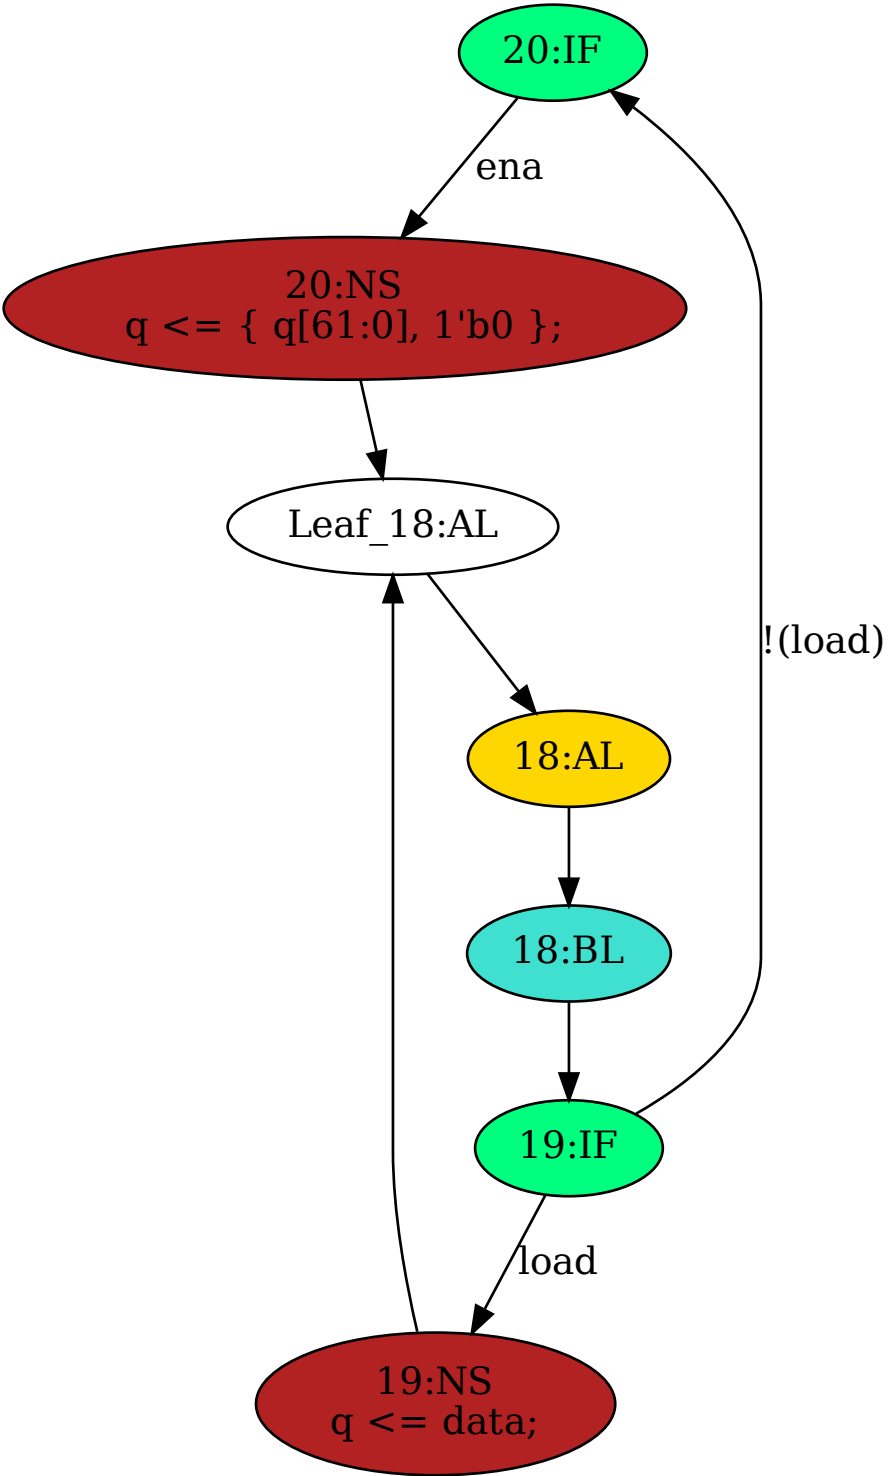 20:IF
ena
20:NS
q <= { q[61:0], 1'b0 };
Leaf_18:AL
!(load)
18:AL
18:BL
19:IF
load
19:NS
q <= data;